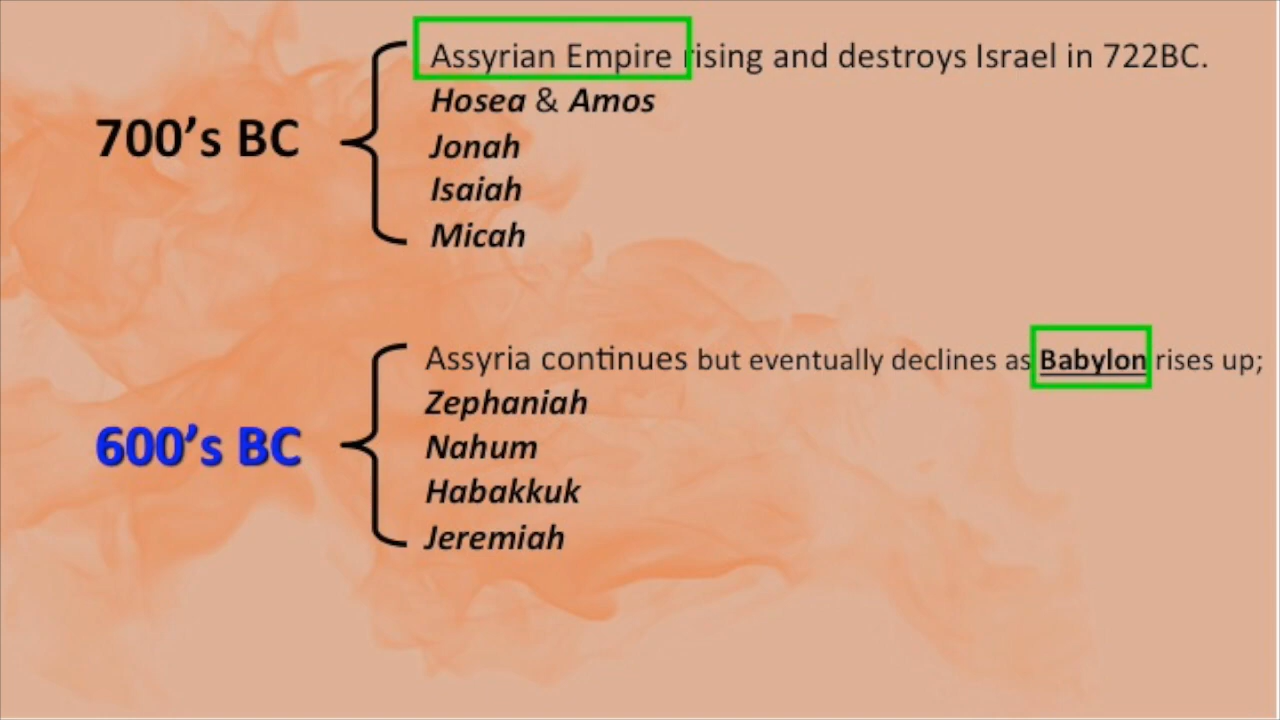 700's BC
Assyrian Empire rising and destroys Israel in 722BC.
Hosea & Amos
Jonah
Isaiah
Micah
600's BC
Assyria continues but eventually declines as Babylon rises up;
Zephaniah
Nahum
Habakkuk
Jeremiah